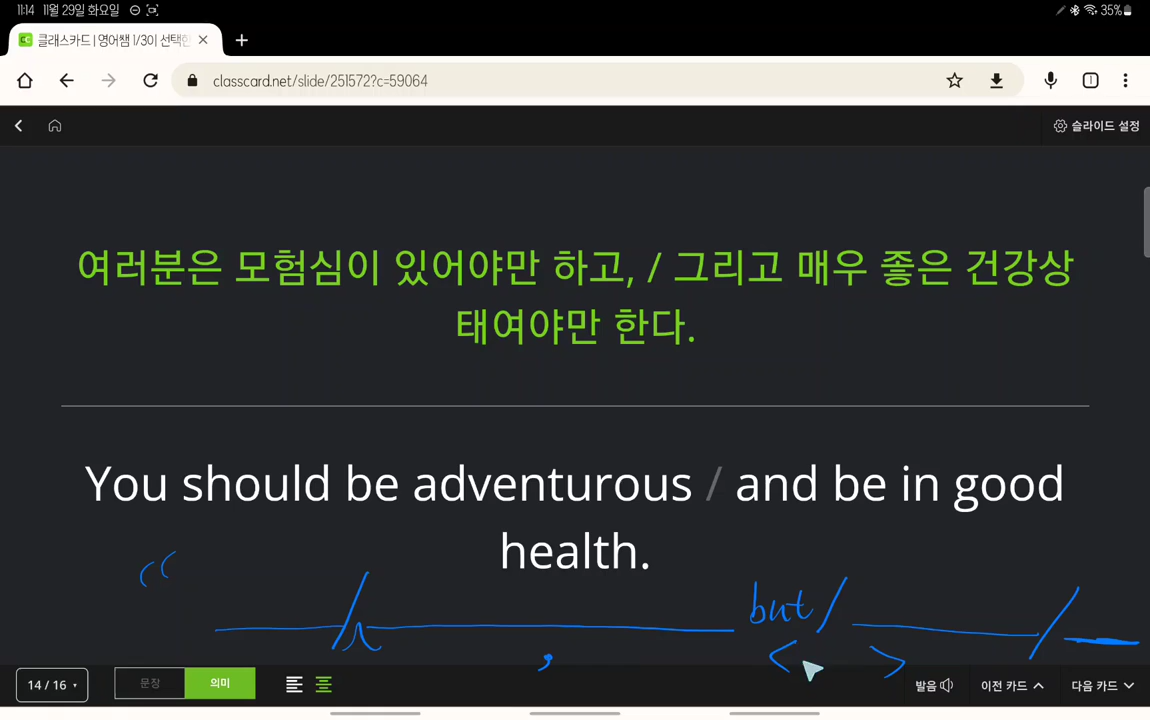 11:14 11월 29일 화요일 35%
클래스카드 | 영어쌤 1/3이 선택한
classcard.net/slide/251572?c=59064
슬라이드 설정
여러분은 모험심이 있어야만 하고, / 그리고 매우 좋은 건강상
태여야만 한다.
You should be adventurous / and be in good
health.
“
but /
,
< >
14 / 16 문장 의미 발음 이전 카드 다음 카드